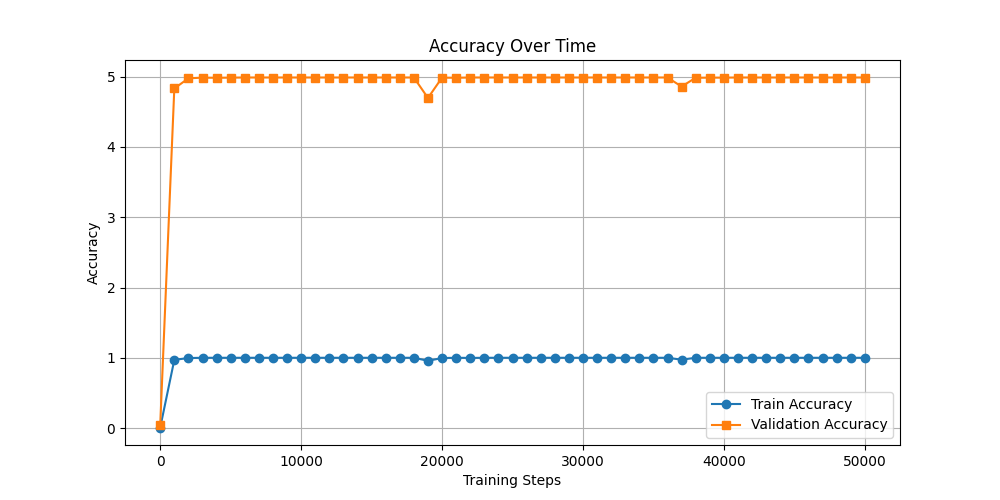 Accuracy Over Time
Accuracy
5
4
3
2
1
0
0 10000 20000 30000 40000 50000
Training Steps
Train Accuracy
Validation Accuracy